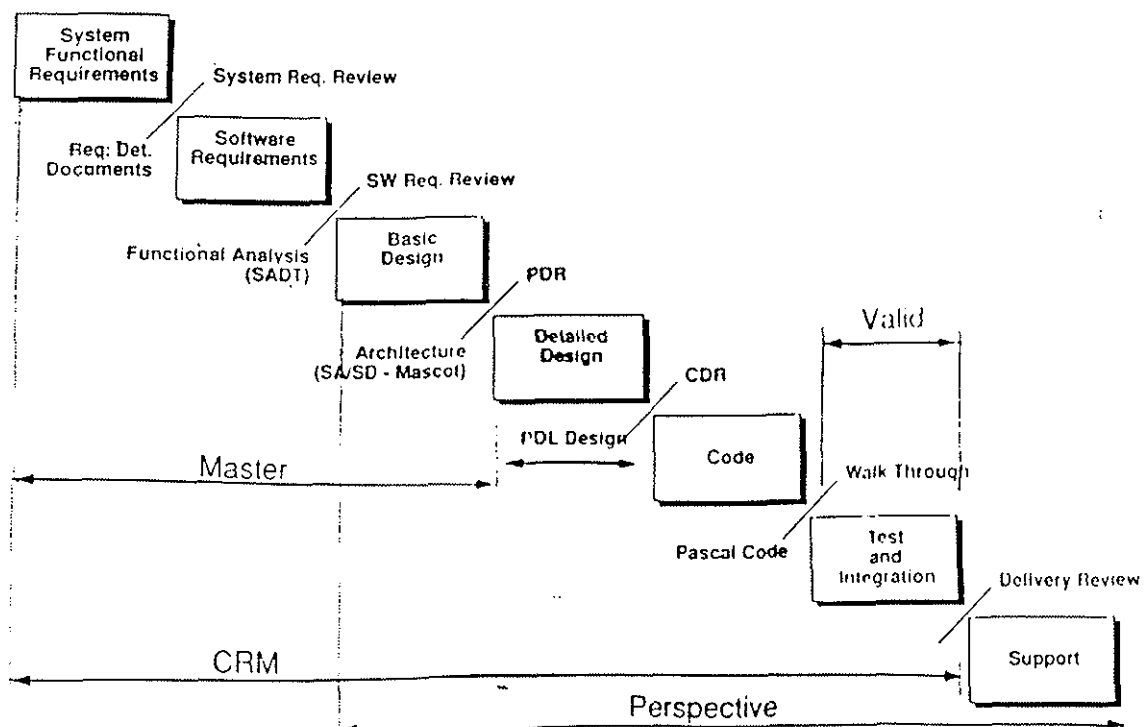 System
Functional
Requirements
System Req. Review
Req: Det.
Documents
Software
Requirements
SW Req. Review
Functional Analysis
(SADT)
Basic
Design
PDR
Architecture
(SA/SD - Mascot)
Detailed
Design
Valid
CDR
PDL Design
Code
Master
Walk Through
Pascal Code
Test
and
Integration
Delivery Review
CRM
Support
Perspective